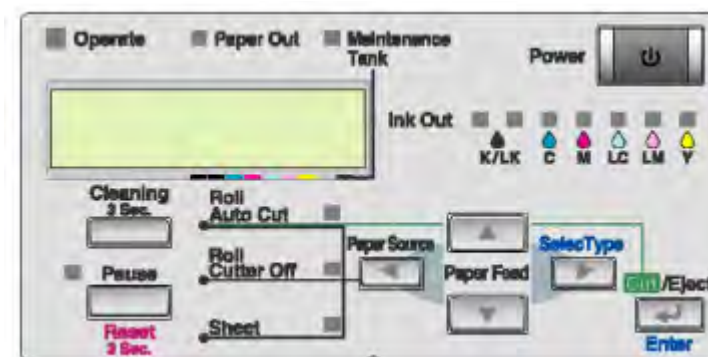 Operate
Paper Out
Maintenance
Tank
Power
Ink Out
K/LK C M LC LM Y
Cleaning
3 Sec.
Roll
Auto Cut
Paper Source
SelecType
Pause
Roll
Cutter Off
Paper Feed
Cut/Eject
Reset
3 Sec.
Sheet
Enter